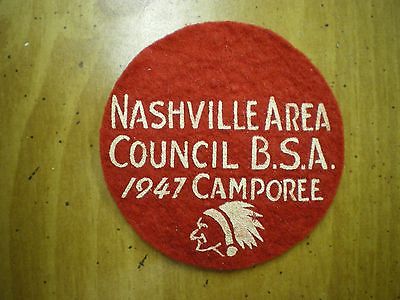 NASHVILLE AREA
COUNCIL B.S.A.
1947 CAMPOREE